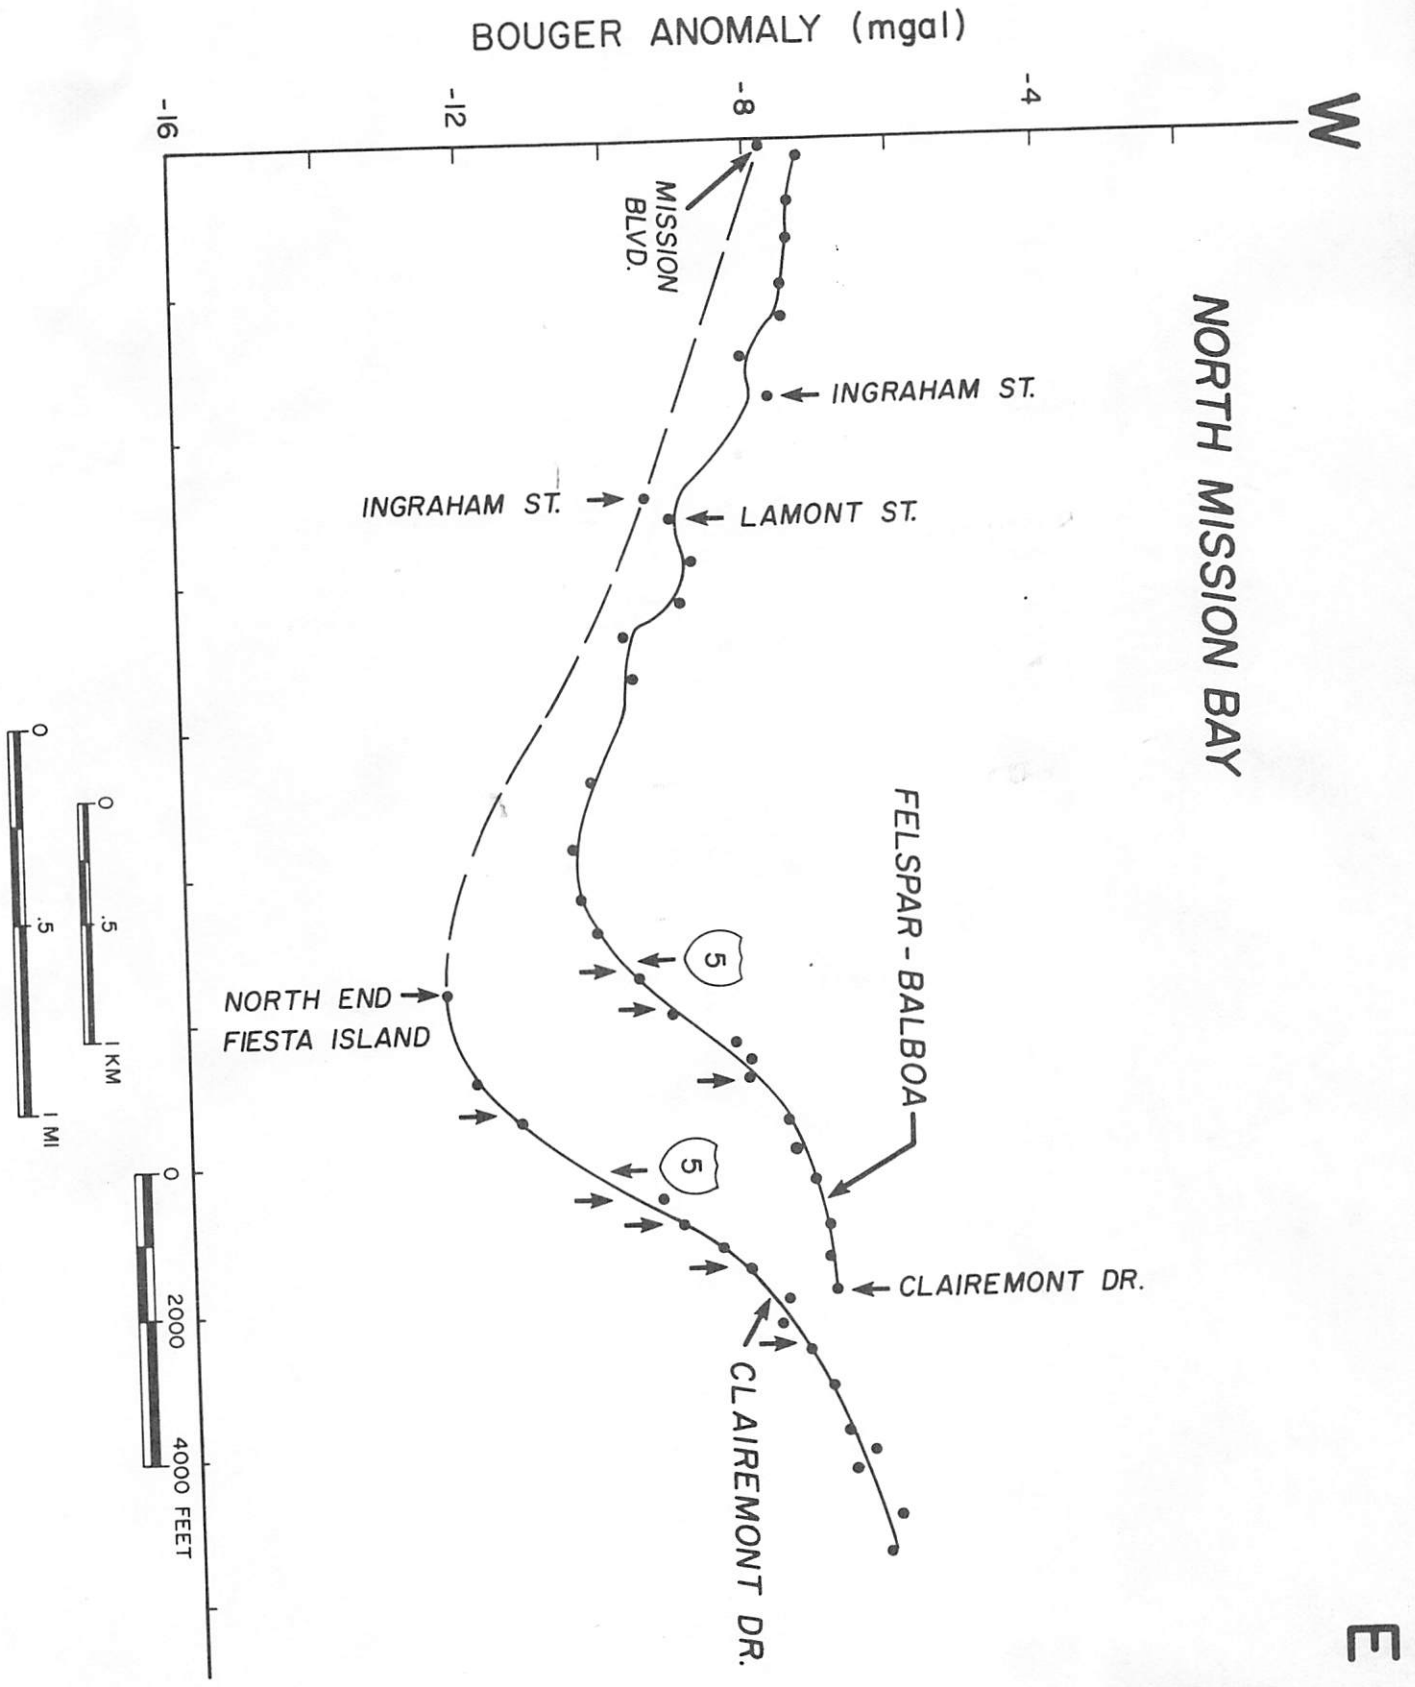 W
E
NORTH MISSION BAY
BOUGER ANOMALY (mgal)
-4
-8
-12
-16
MISSION
BLVD.
INGRAHAM ST.
LAMONT ST.
INGRAHAM ST.
FELSPAR-BALBOA
5
5
CLAIREMONT DR.
CLAIREMONT DR.
NORTH END
FIESTA ISLAND
0 2000 4000 FEET
0 .5 1 KM
0 .5 1 MI